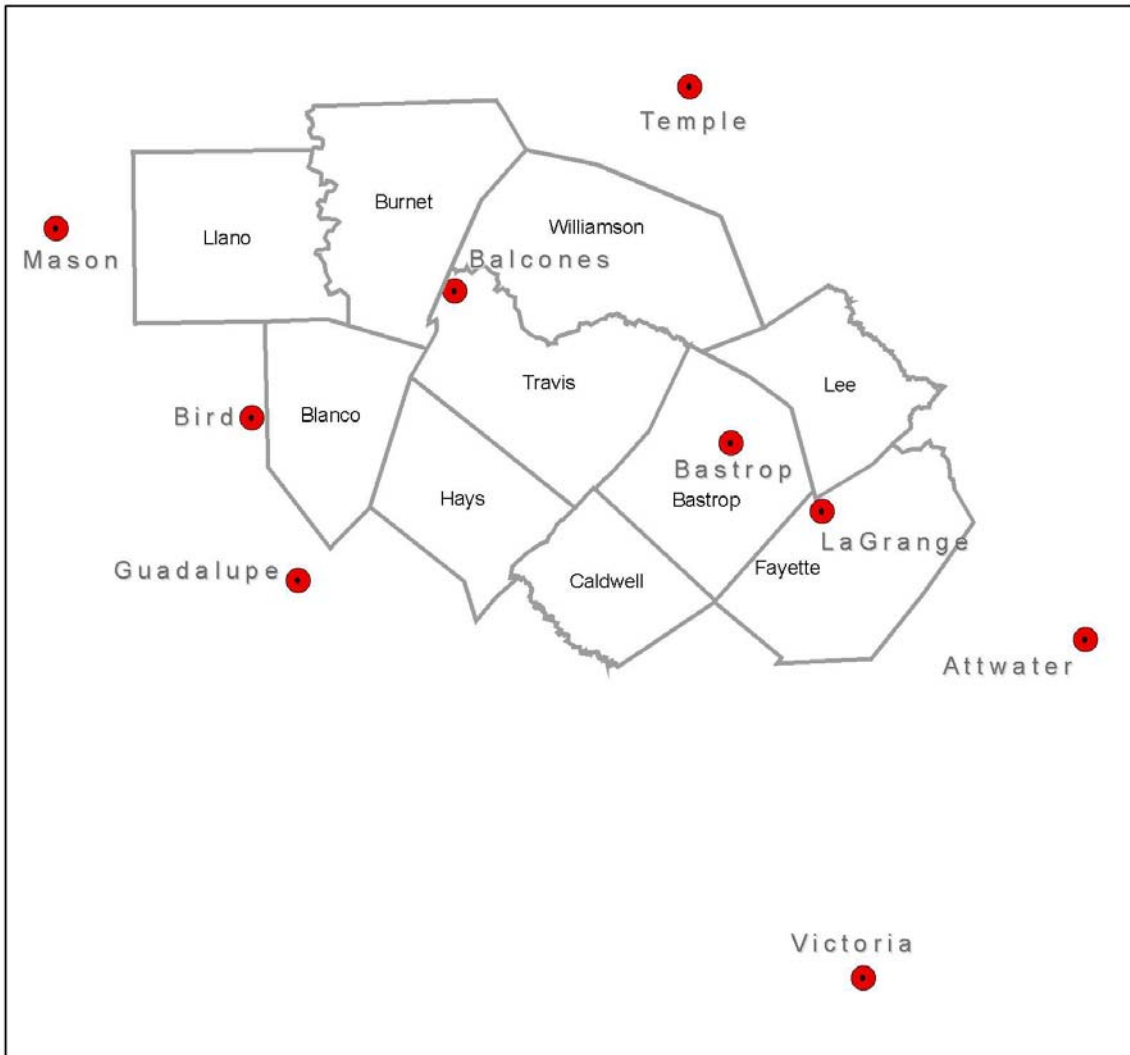 Temple
Burnet
Williamson
Llano
Mason
Balcones
Travis
Lee
Bird
Blanco
Bastrop
Hays
Bastrop
LaGrange
Fayette
Guadalupe
Caldwell
Attwater
Victoria